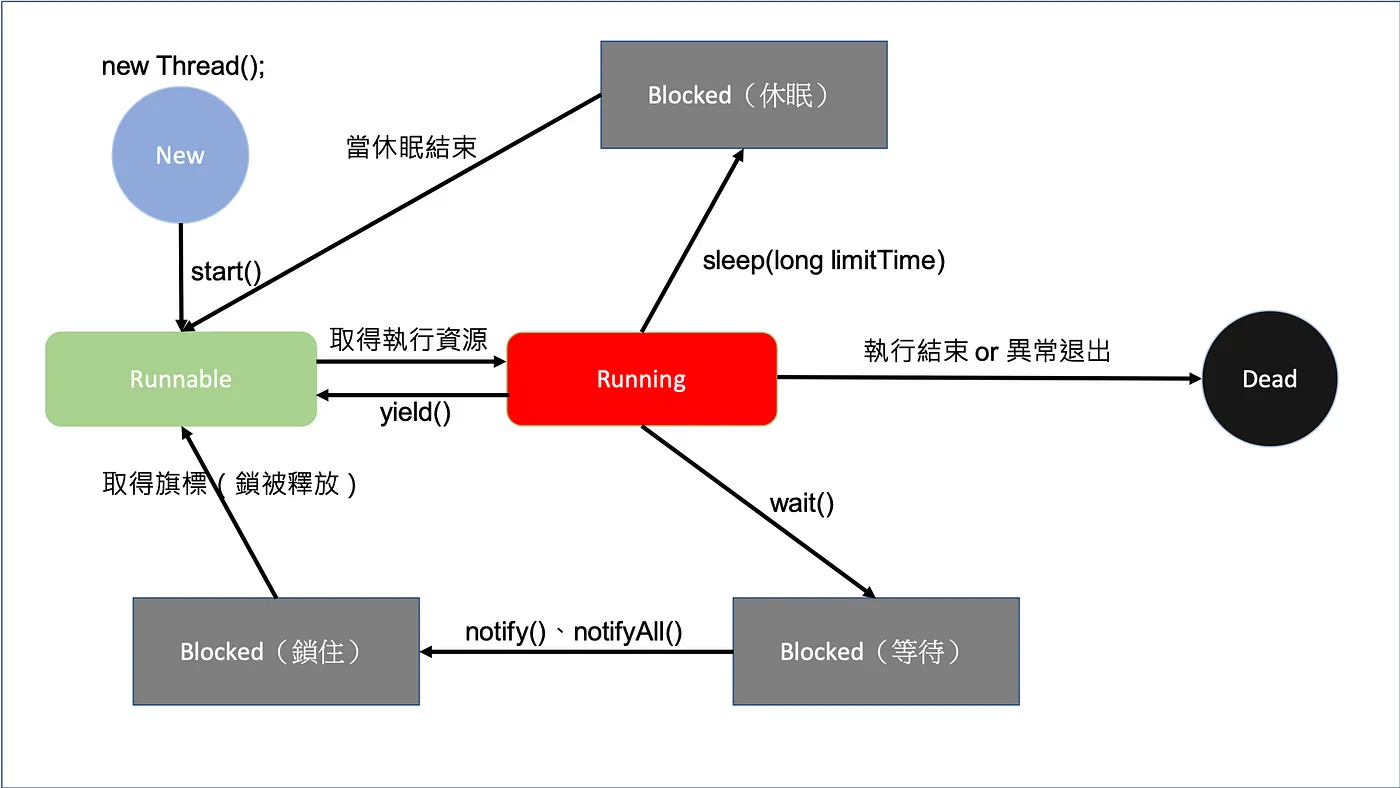 new Thread();
New
Blocked（休眠）
當休眠結束
start()
sleep(long limitTime)
Runnable
取得執行資源
yield()
Running
執行結束 or 異常退出
Dead
取得旗標（鎖被釋放）
wait()
Blocked（鎖住）
notify()、notifyAll()
Blocked（等待）